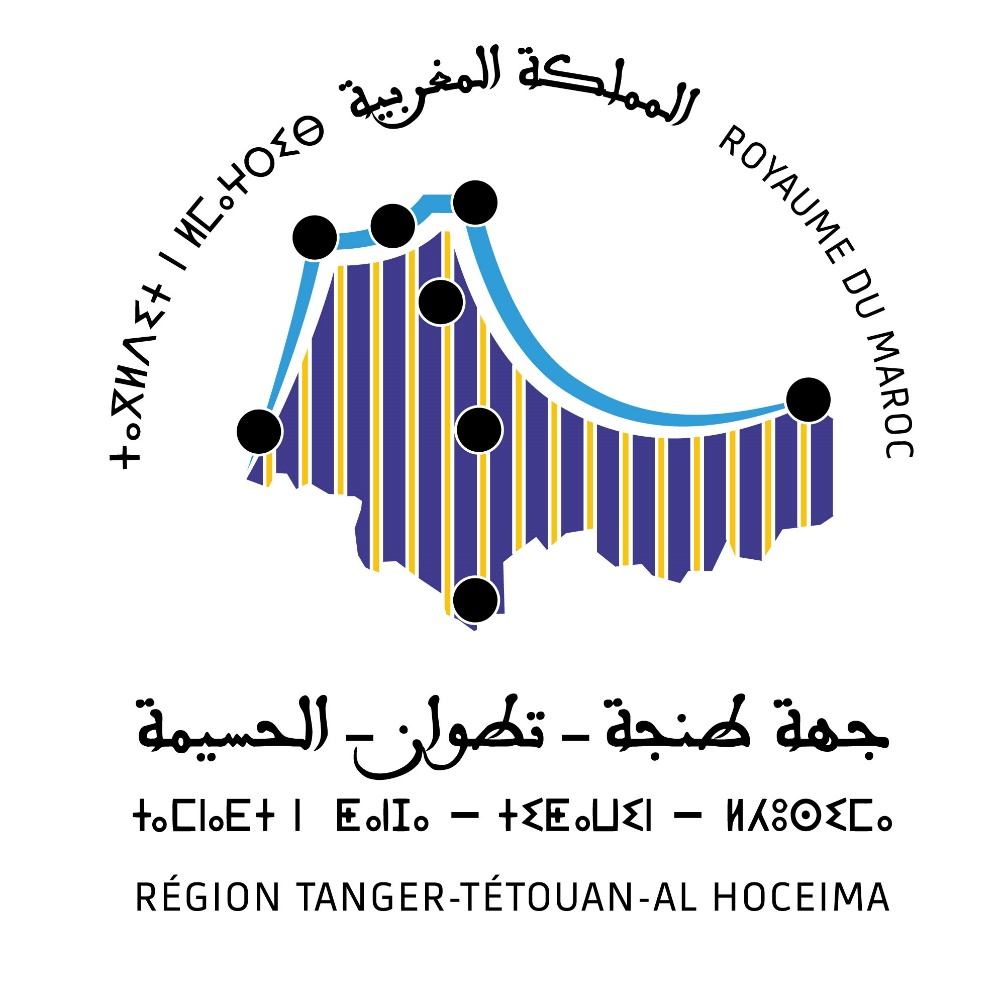 المملكة المغربية
ⵜⴰⴳⵍⴷⵉⵜ ⵏ ⵍⵎⴰⵖⵔⵉⴱ
ROYAUME DU MAROC
جهة طنجة - تطوان - الحسيمة
ⵜⴰⵎⵏⴰⴹⵜ ⵏ ⵟⴰⵏⵊⴰ – ⵜⵉⵟⴰⵡⵉⵏ – ⵍⵃⵓⵙⵉⵎⴰ
RÉGION TANGER-TÉTOUAN-AL HOCEIMA